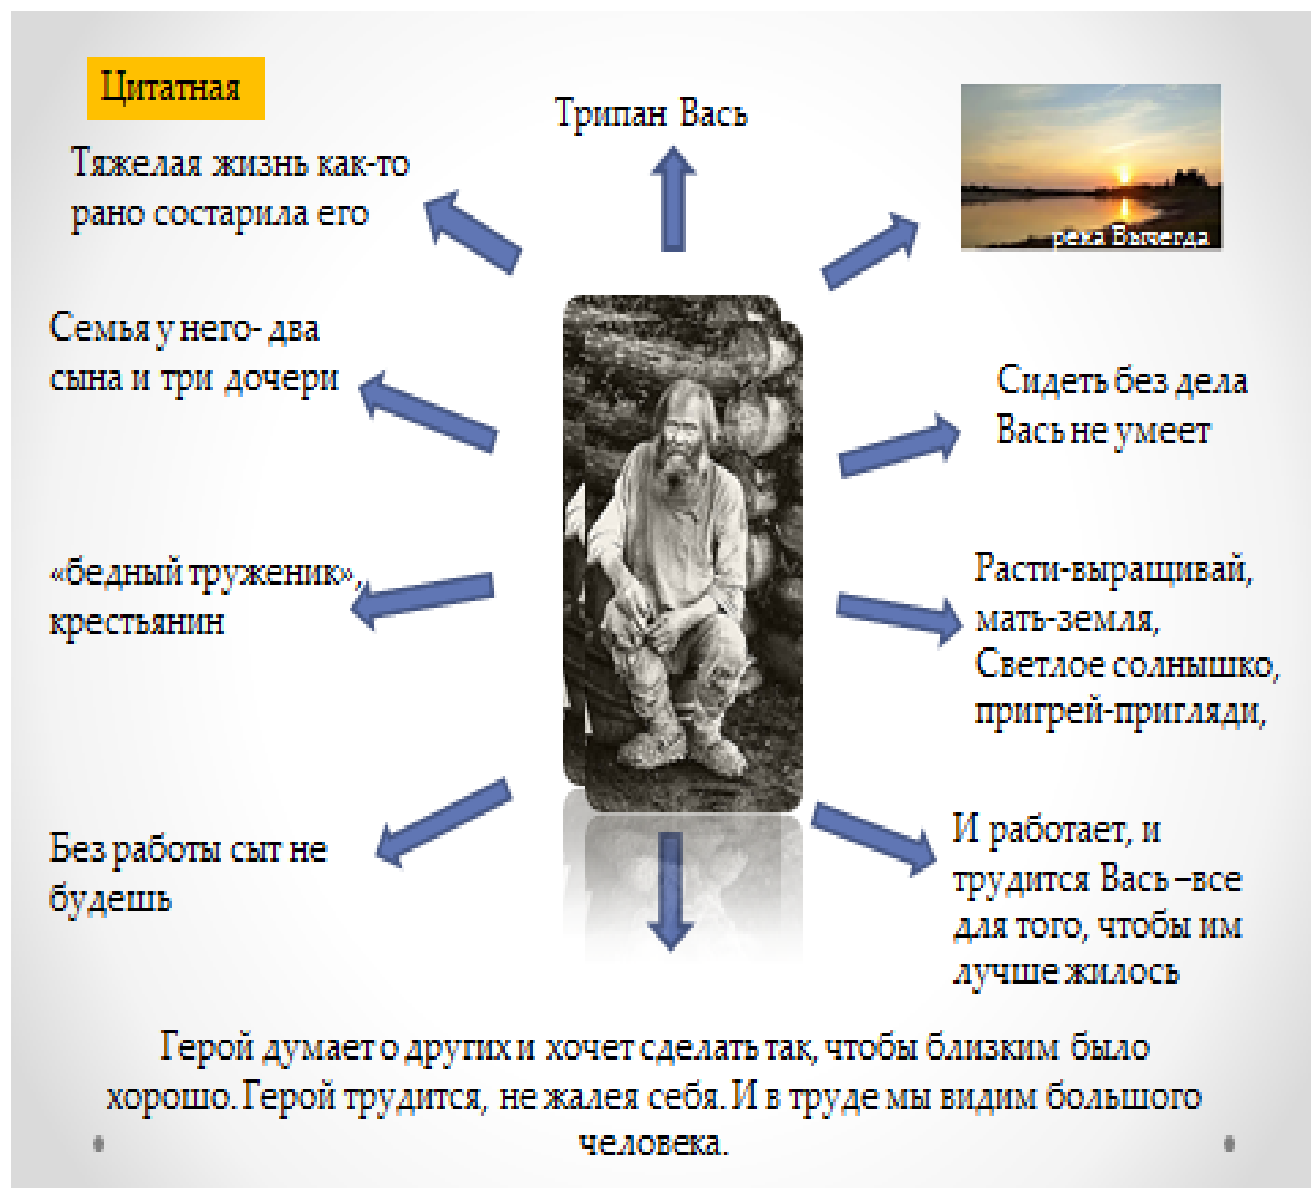 Цитатная
Трипан Вась
Тяжелая жизнь как-то
рано состарила его
река Вычегда
Семья у него- два
сына и три дочери
Сидеть без дела
Вась не умеет
«бедный труженик»,
крестьянин
Расти-выращивай,
мать-земля,
Светлое солнышко,
пригрей-пригляди,
Без работы сыт не
будешь
И работает, и
трудится Вась –все
для того, чтобы им
лучше жилось
Герой думает о других и хочет сделать так, чтобы близким было
хорошо. Герой трудится, не жалея себя. И в труде мы видим большого
человека.